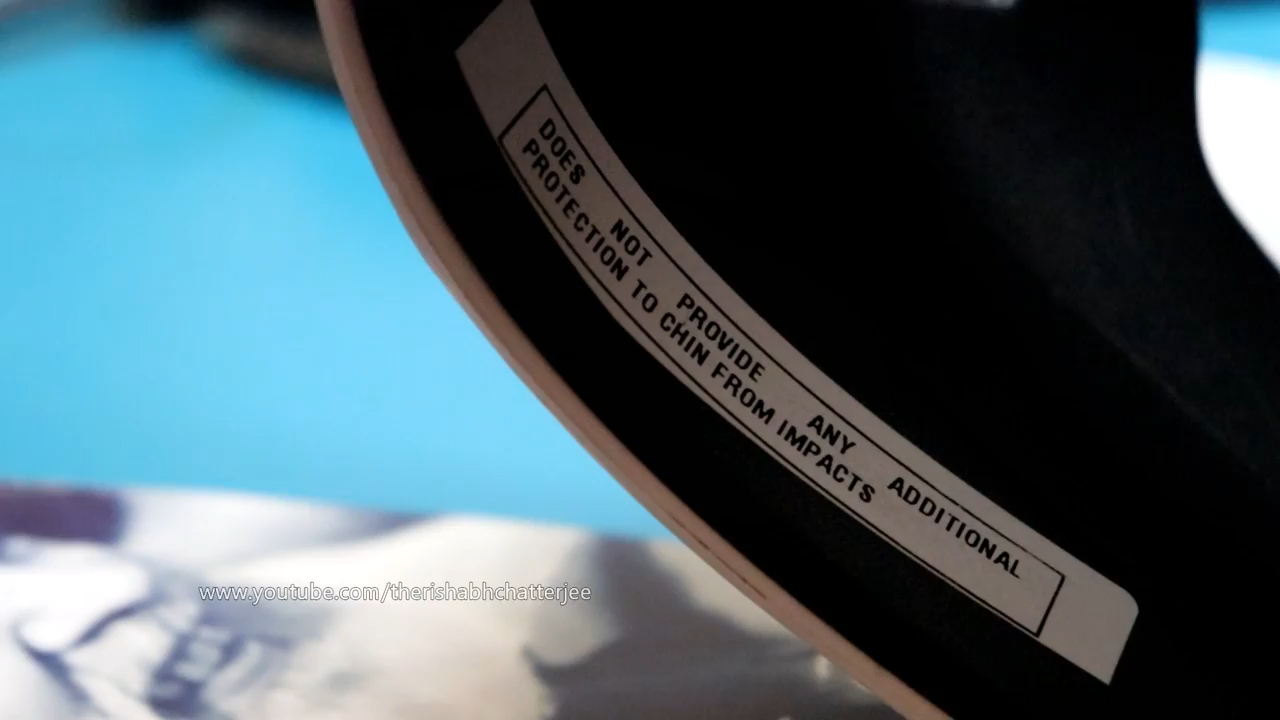 DOES NOT PROVIDE ANY ADDITIONAL
PROTECTION TO CHIN FROM IMPACTS
www.youtube.com/therishabhchatterjee